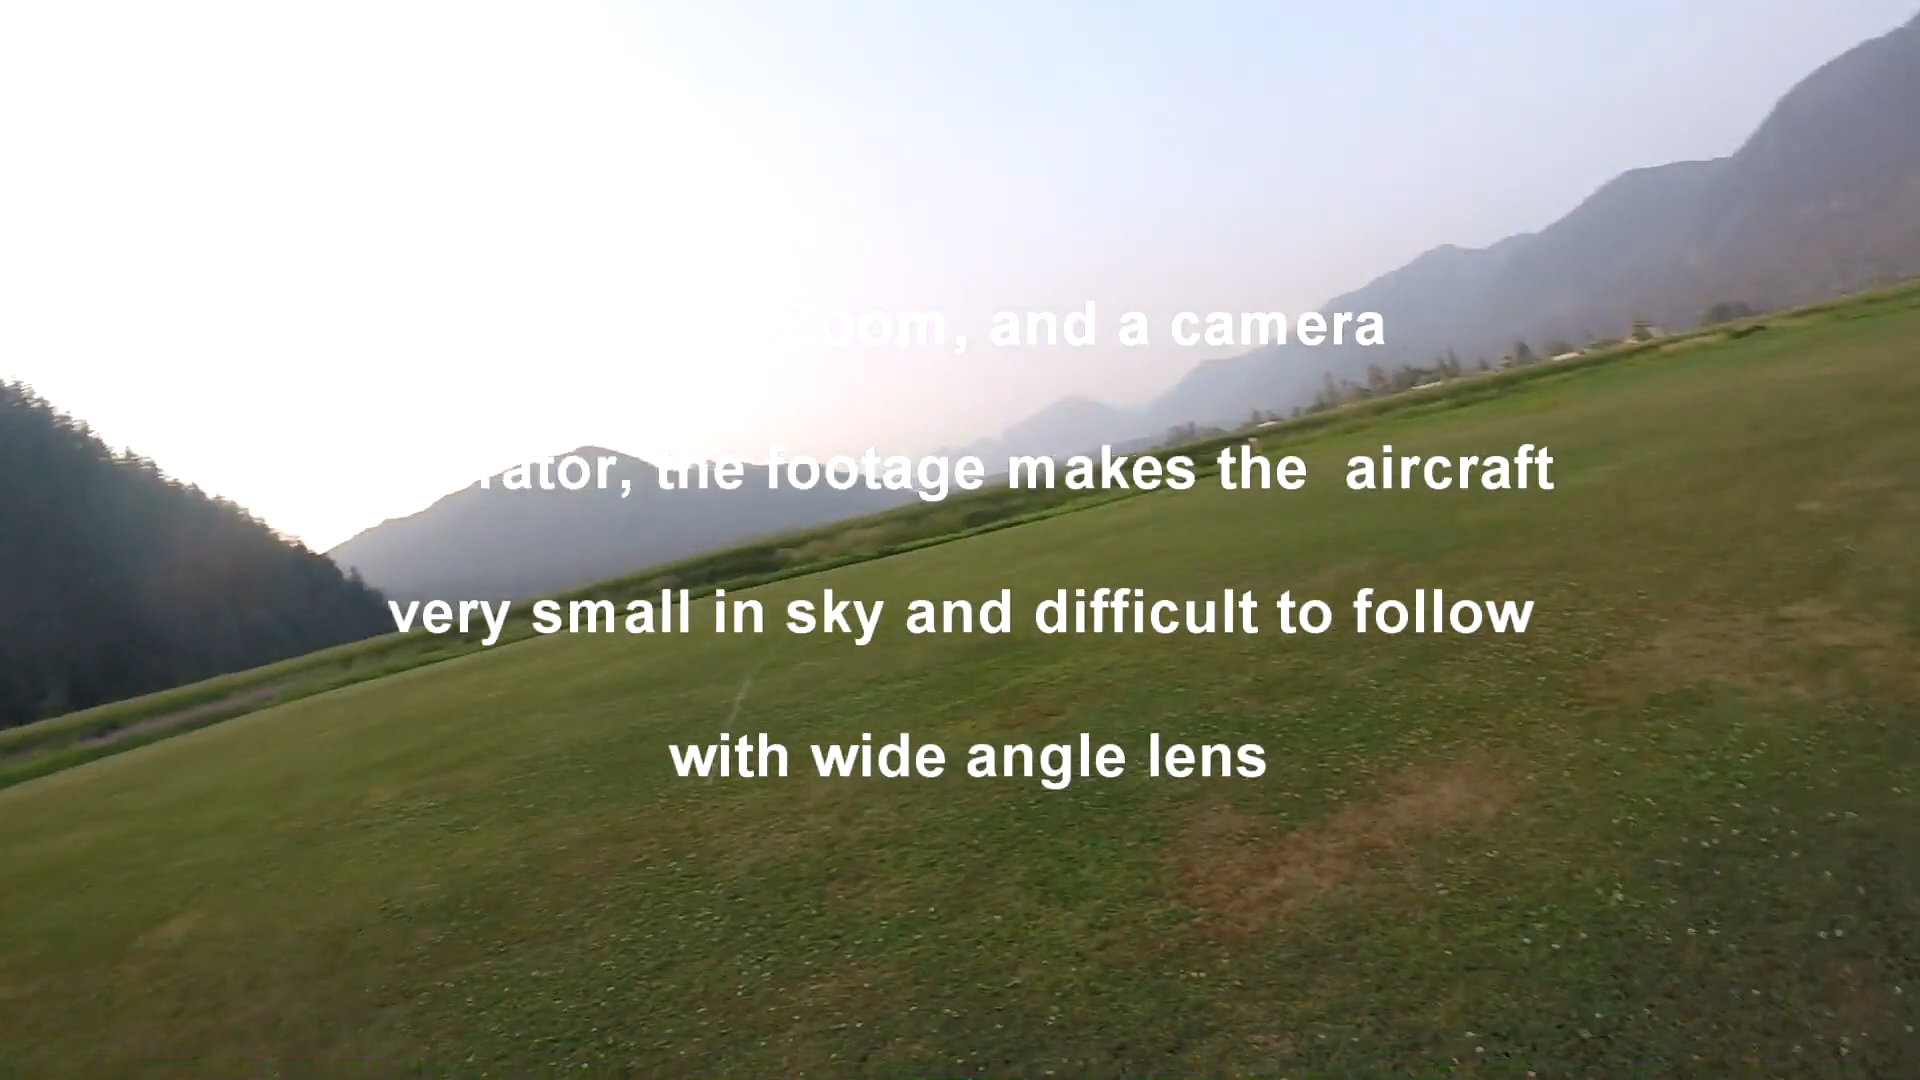 Zoom, and a camera
the footage makes the aircraft
very small in sky and difficult to follow
with wide angle lens